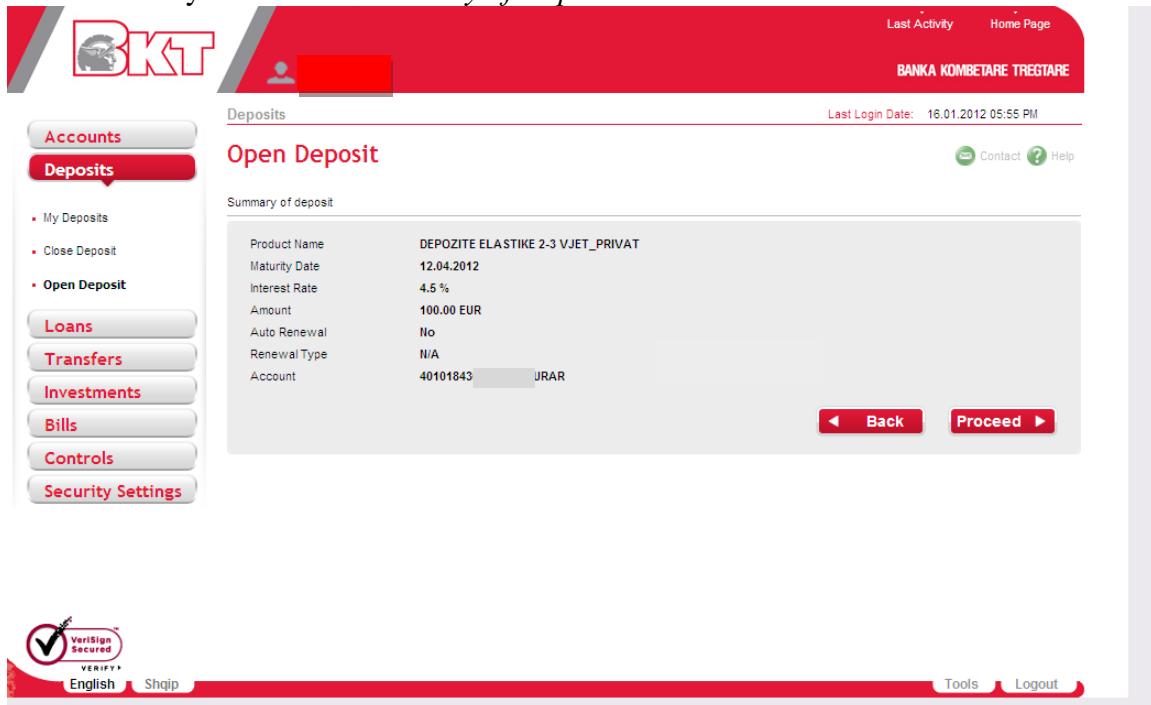 BKT
Last Activity Home Page
BANKA KOMBETARE TREGTARE
Deposits
Last Login Date: 16.01.2012 05:55 PM
Accounts
Deposits
My Deposits
Close Deposit
Open Deposit
Loans
Transfers
Investments
Bills
Controls
Security Settings
Open Deposit
Contact Help
Summary of deposit
Product Name DEPOZITE ELASTIKE 2-3 VJET_PRIVAT
Maturity Date 12.04.2012
Interest Rate 4.5 %
Amount 100.00 EUR
Auto Renewal No
Renewal Type N/A
Account 40101843 URAR
Back Proceed
VeriSign
Secured
VERIFY
English Shqip
Tools Logout